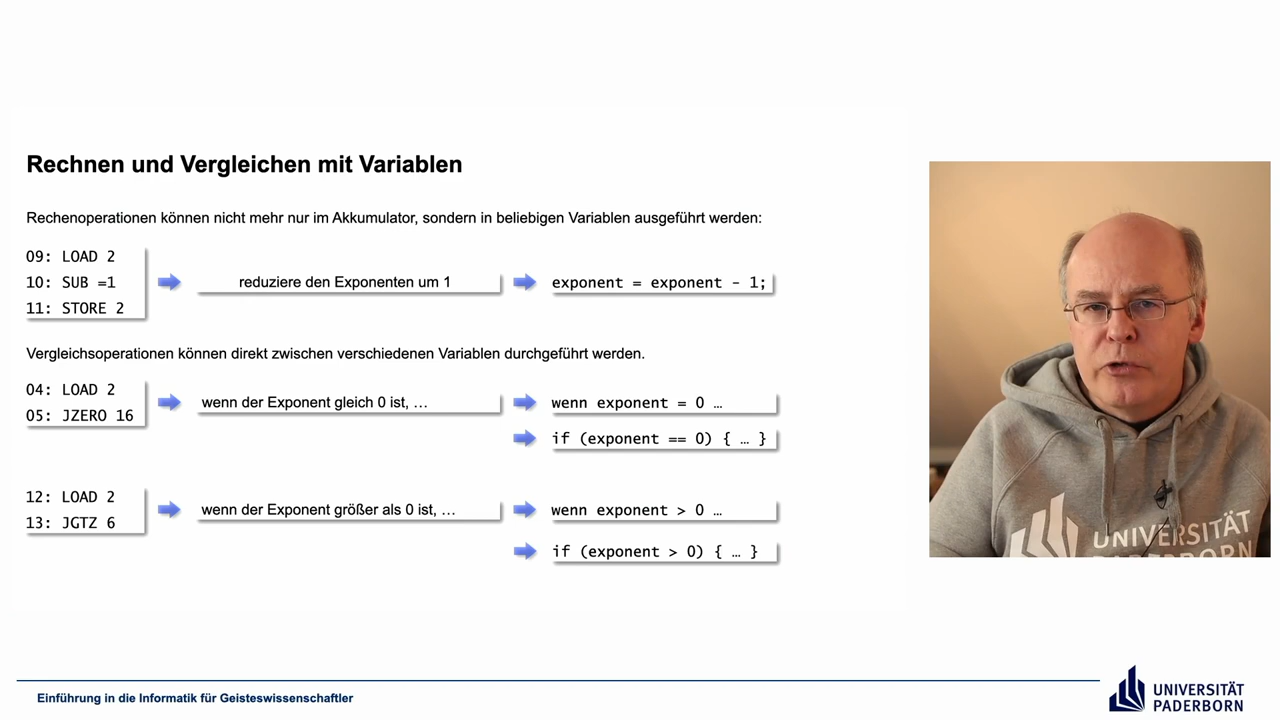 Rechnen und Vergleichen mit Variablen
Rechenoperationen können nicht mehr nur im Akkumulator, sondern in beliebigen Variablen ausgeführt werden:
09: LOAD 2
10: SUB =1
11: STORE 2
reduziere den Exponenten um 1
exponent = exponent - 1;
Vergleichsoperationen können direkt zwischen verschiedenen Variablen durchgeführt werden.
04: LOAD 2
05: JZERO 16
wenn der Exponent gleich 0 ist, …
wenn exponent = 0 …
if (exponent == 0) { … }
12: LOAD 2
13: JGTZ 6
wenn der Exponent größer als 0 ist, …
wenn exponent > 0 …
if (exponent > 0) { … }
UNIVERSITÄT
PADERBORN
Einführung in die Informatik für Geisteswissenschaftler
UNIVERSITÄT
PADERBORN